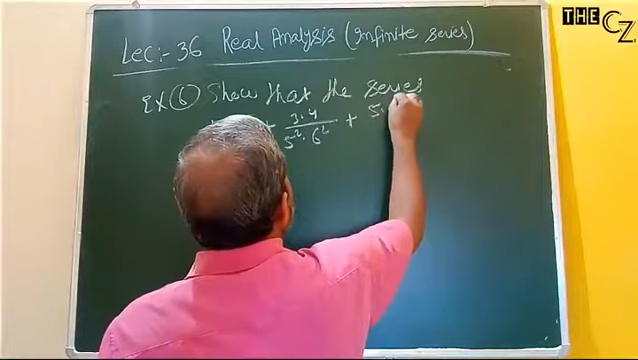 THE CZ
Lec:- 36 Real Analysis (Infinite series)
EX (6) Show that the series
+ 3·4 / 5²·6² + 5.